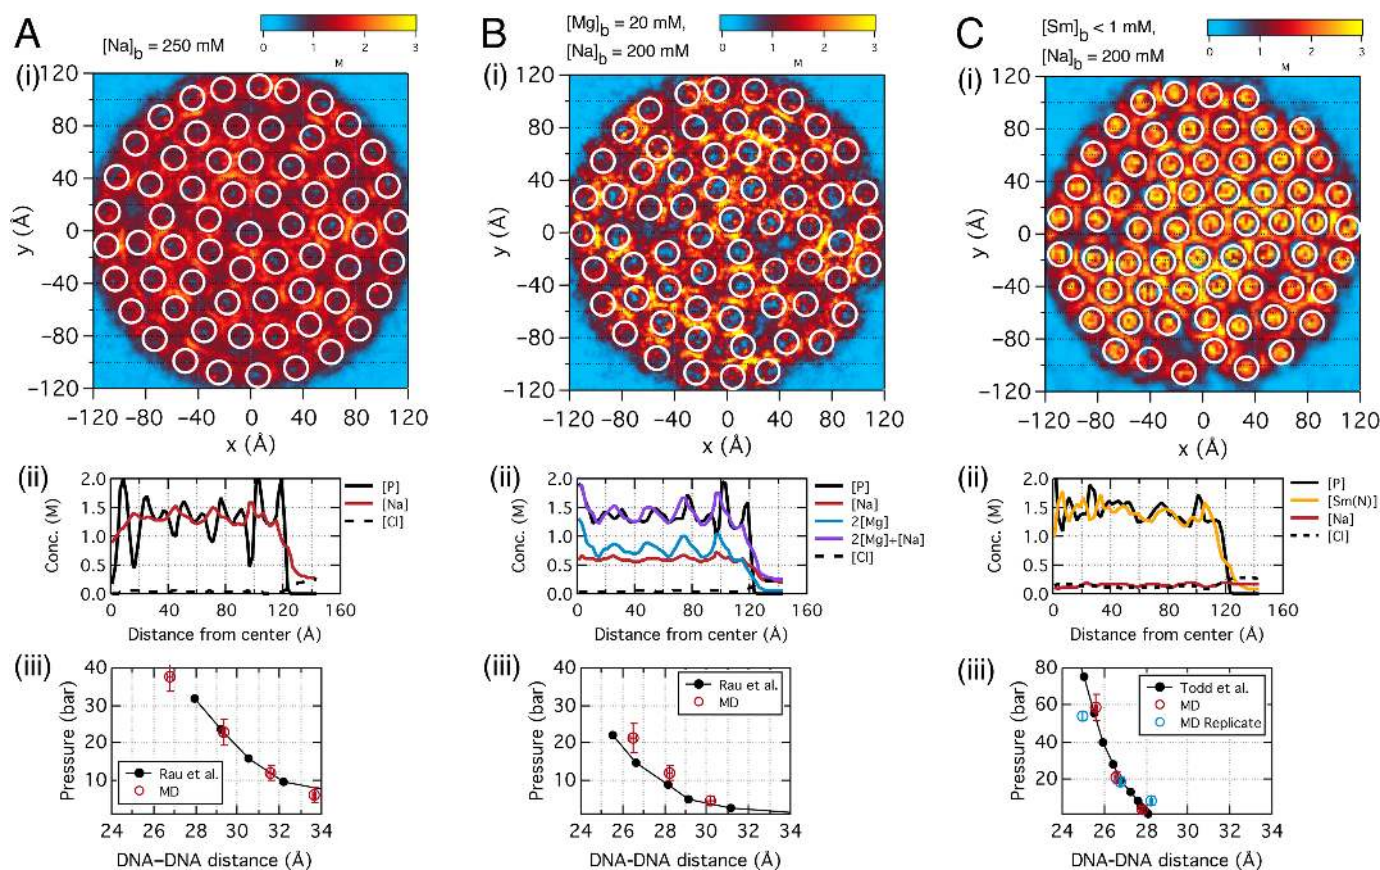 A
[Na]b = 250 mM
0 1 2 3
M
(i)
120
80
40
0
−40
−80
−120
y (Å)
−120 −80 −40 0 40 80 120
x (Å)
(ii)
2.0
1.5
1.0
0.5
0.0
Conc. (M)
[P]
[Na]
[Cl]
0 40 80 120 160
Distance from center (Å)
(iii)
40
30
20
10
Pressure (bar)
Rau et al.
MD
24 26 28 30 32 34
DNA–DNA distance (Å)
B
[Mg]b = 20 mM,
[Na]b = 200 mM
0 1 2 3
M
(i)
120
80
40
0
−40
−80
−120
y (Å)
−120 −80 −40 0 40 80 120
x (Å)
(ii)
2.0
1.5
1.0
0.5
0.0
Conc. (M)
[P]
[Na]
2[Mg]
2[Mg]+[Na]
[Cl]
0 40 80 120 160
Distance from center (Å)
(iii)
40
30
20
10
Pressure (bar)
Rau et al.
MD
24 26 28 30 32 34
DNA-DNA distance (Å)
C
[Sm]b < 1 mM,
[Na]b = 200 mM
0 1 2 3
M
(i)
120
80
40
0
−40
−80
−120
y (Å)
−120 −80 −40 0 40 80 120
x (Å)
(ii)
2.0
1.5
1.0
0.5
0.0
Conc. (M)
[P]
[Sm(N)]
[Na]
[Cl]
0 40 80 120 160
Distance from center (Å)
(iii)
80
60
40
20
Pressure (bar)
Todd et al.
MD
MD Replicate
24 26 28 30 32 34
DNA-DNA distance (Å)